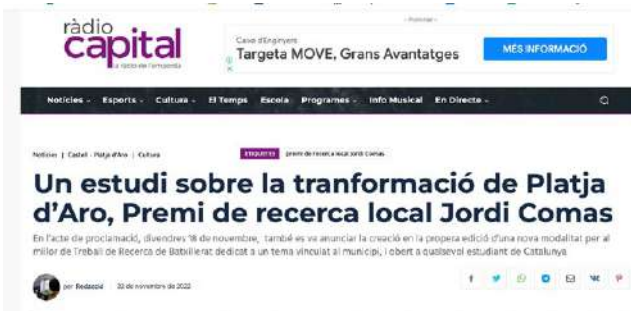 ràdio
capital
la ràdio de l'empordà
- Publicitat -
Caixa d'Enginyers
Targeta MOVE, Grans Avantatges
MÉS INFORMACIÓ
Notícies Esports Cultura El Temps Escola Programes Info Musical En Directe
Notícies | Castell - Platja d'Aro | Cultura
ETIQUETES premi de recerca local Jordi Comas
Un estudi sobre la tranformació de Platja
d'Aro, Premi de recerca local Jordi Comas
En l'acte de proclamació, divendres 18 de novembre, també es va anunciar la creació en la propera edició d'una nova modalitat per al
millor de Treball de Recerca de Batxillerat dedicat a un tema vinculat al municipi, i obert a qualsevol estudiant de Catalunya
per Redacció 22 de novembre de 2022